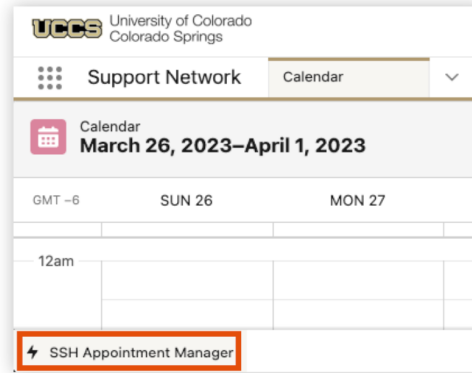 UCCS
University of Colorado
Colorado Springs
Support Network
Calendar
Calendar
March 26, 2023–April 1, 2023
GMT −6
SUN 26
MON 27
12am
SSH Appointment Manager